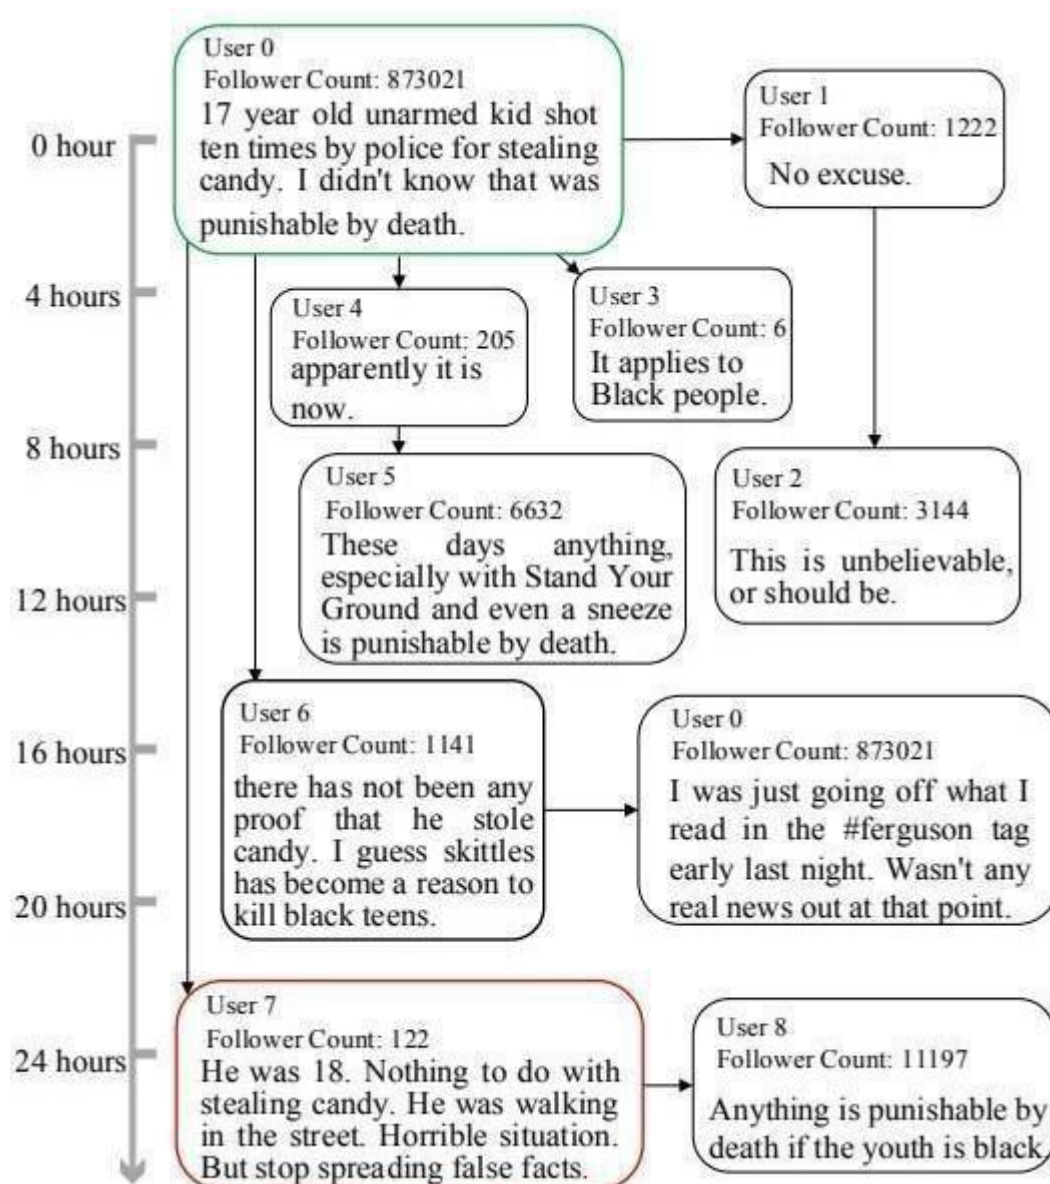 User 0
Follower Count: 873021
17 year old unarmed kid shot
ten times by police for stealing
candy. I didn't know that was
punishable by death.
User 1
Follower Count: 1222
No excuse.
0 hour
4 hours
User 4
Follower Count: 205
apparently it is
now.
User 3
Follower Count: 6
It applies to
Black people.
8 hours
User 5
Follower Count: 6632
These days anything,
especially with Stand Your
Ground and even a sneeze
is punishable by death.
User 2
Follower Count: 3144
This is unbelievable,
or should be.
12 hours
User 6
Follower Count: 1141
there has not been any
proof that he stole
candy. I guess skittles
has become a reason to
kill black teens.
User 0
Follower Count: 873021
I was just going off what I
read in the #ferguson tag
early last night. Wasn't any
real news out at that point.
16 hours
20 hours
User 7
Follower Count: 122
He was 18. Nothing to do with
stealing candy. He was walking
in the street. Horrible situation.
But stop spreading false facts.
User 8
Follower Count: 11197
Anything is punishable by
death if the youth is black.
24 hours